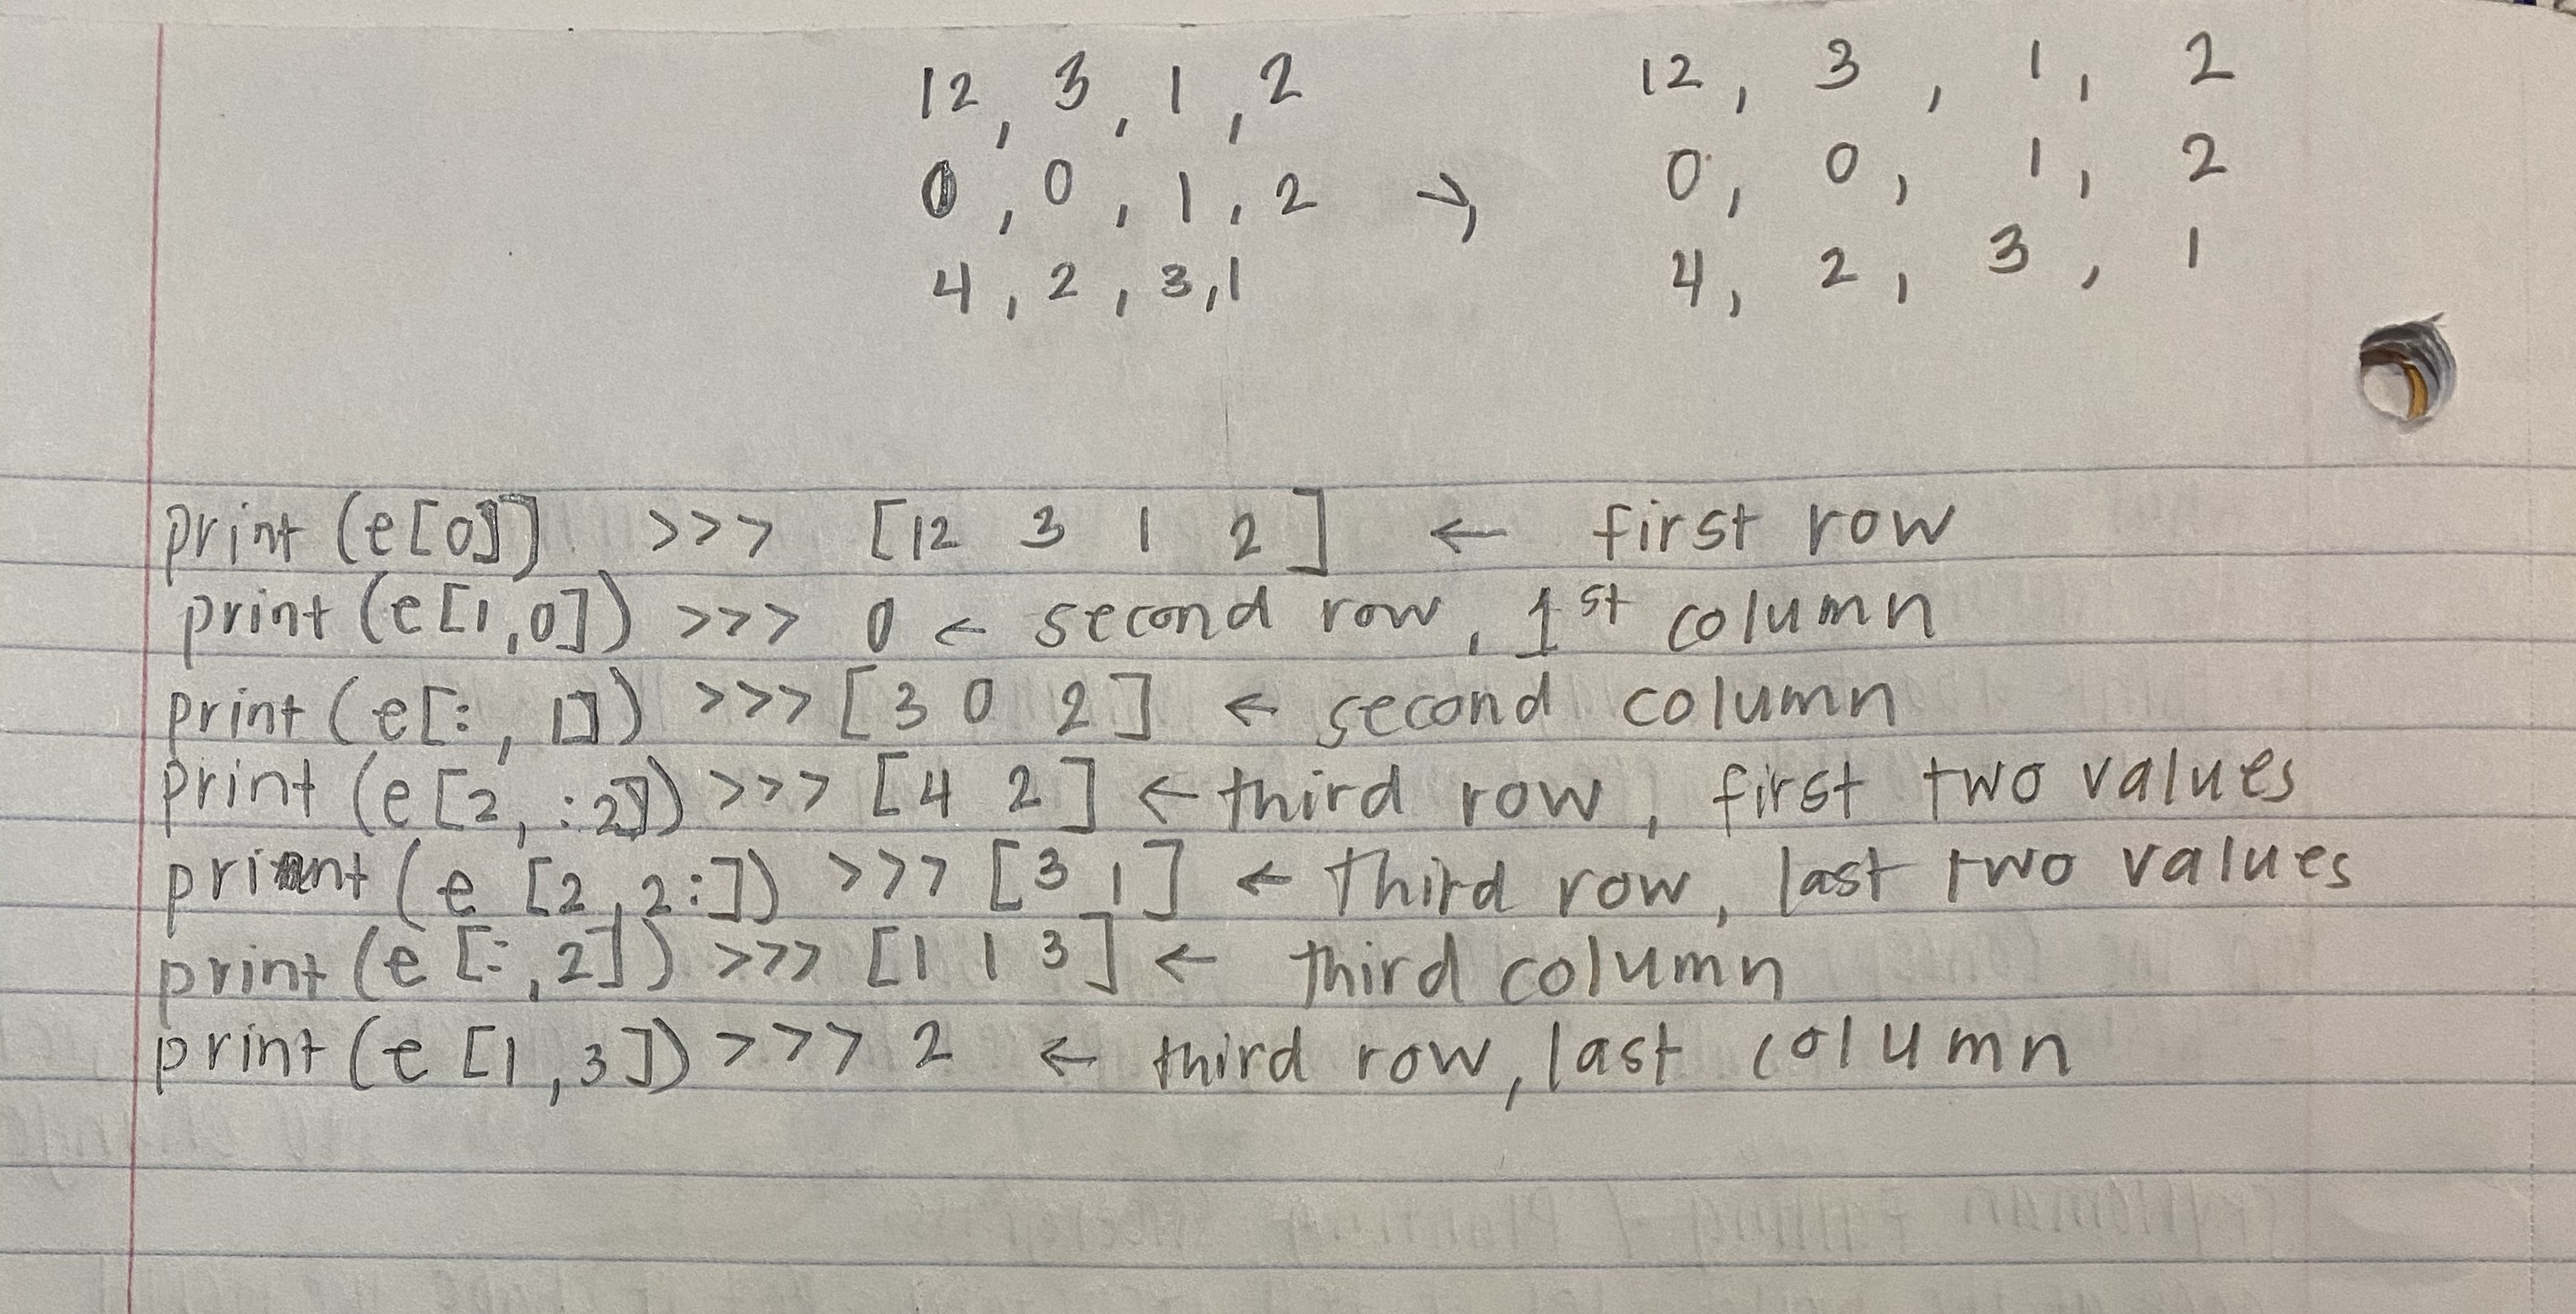 12, 3, 1, 2
0, 0, 1, 2 →,
4, 2, 3, 1
12, 3, 1, 2
0, 0, 1, 2
4, 2, 3, 1
print (e[0]) >>> [12 3 1 2] ← first row
print (e[1,0]) >>> 0 ← second row, 1st column
print (e[:, 1]) >>> [3 0 2] ← second column
print (e[2, :2]) >>> [4 2] ← third row, first two values
print (e [2, 2:]) >>> [3 1] ← third row, last two values
print (e [:,2]) >>> [1 1 3] ← third column
print (e [1,3]) >>> 2 ← third row, last column